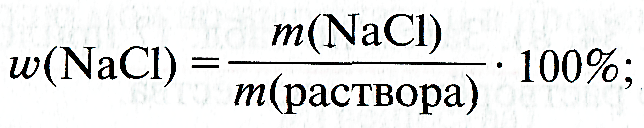 w(NaCl) = m(NaCl) / m(раствора) · 100%;